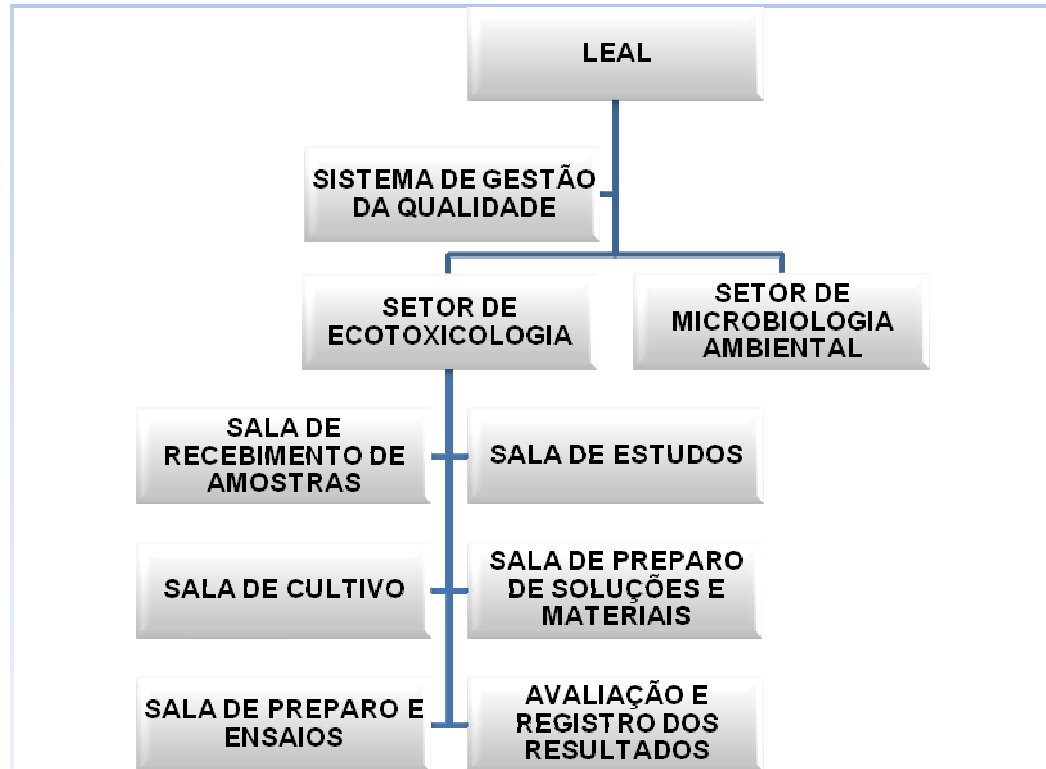 LEAL
SISTEMA DE GESTÃO
DA QUALIDADE
SETOR DE
ECOTOXICOLOGIA
SETOR DE
MICROBIOLOGIA
AMBIENTAL
SALA DE
RECEBIMENTO DE
AMOSTRAS
SALA DE ESTUDOS
SALA DE CULTIVO
SALA DE PREPARO
DE SOLUÇÕES E
MATERIAIS
SALA DE PREPARO E
ENSAIOS
AVALIAÇÃO E
REGISTRO DOS
RESULTADOS